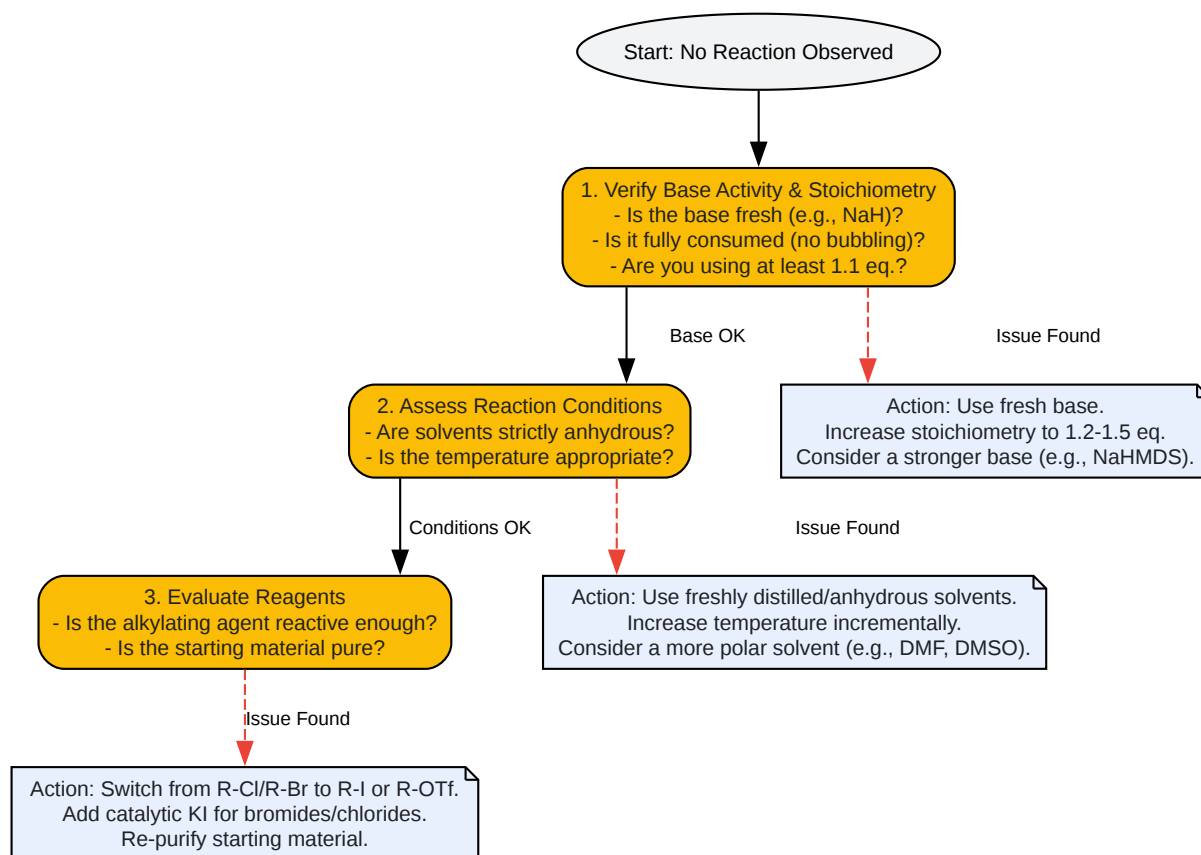 Start: No Reaction Observed
1. Verify Base Activity & Stoichiometry
- Is the base fresh (e.g., NaH)?
- Is it fully consumed (no bubbling)?
- Are you using at least 1.1 eq.?
Base OK
Issue Found
2. Assess Reaction Conditions
- Are solvents strictly anhydrous?
- Is the temperature appropriate?
Action: Use fresh base.
Increase stoichiometry to 1.2-1.5 eq.
Consider a stronger base (e.g., NaHMDS).
Conditions OK
Issue Found
3. Evaluate Reagents
- Is the alkylating agent reactive enough?
- Is the starting material pure?
Action: Use freshly distilled/anhydrous solvents.
Increase temperature incrementally.
Consider a more polar solvent (e.g., DMF, DMSO).
Issue Found
Action: Switch from R-Cl/R-Br to R-I or R-OTf.
Add catalytic KI for bromides/chlorides.
Re-purify starting material.